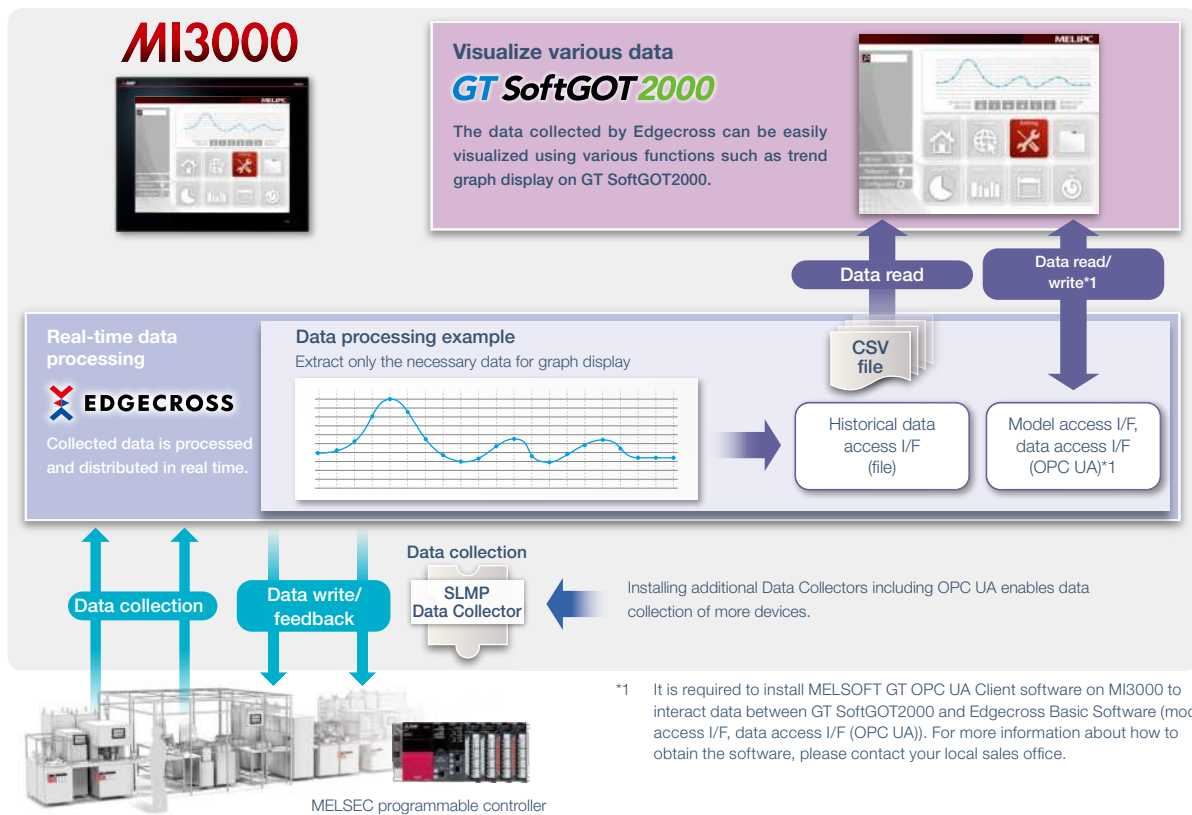 MI3000
MELIPC
Visualize various data
GT SoftGOT2000
The data collected by Edgecross can be easily
visualized using various functions such as trend
graph display on GT SoftGOT2000.
MELIPC
Data read
Data read/
write*1
Real-time data
processing
EDGECROSS
Collected data is processed
and distributed in real time.
Data processing example
Extract only the necessary data for graph display
CSV
file
Historical data
access I/F
(file)
Model access I/F,
data access I/F
(OPC UA)*1
Data collection
Data write/
feedback
Data collection
SLMP
Data Collector
Installing additional Data Collectors including OPC UA enables data
collection of more devices.
MELSEC programmable controller
*1 It is required to install MELSOFT GT OPC UA Client software on MI3000 to
interact data between GT SoftGOT2000 and Edgecross Basic Software (mod
access I/F, data access I/F (OPC UA)). For more information about how to
obtain the software, please contact your local sales office.